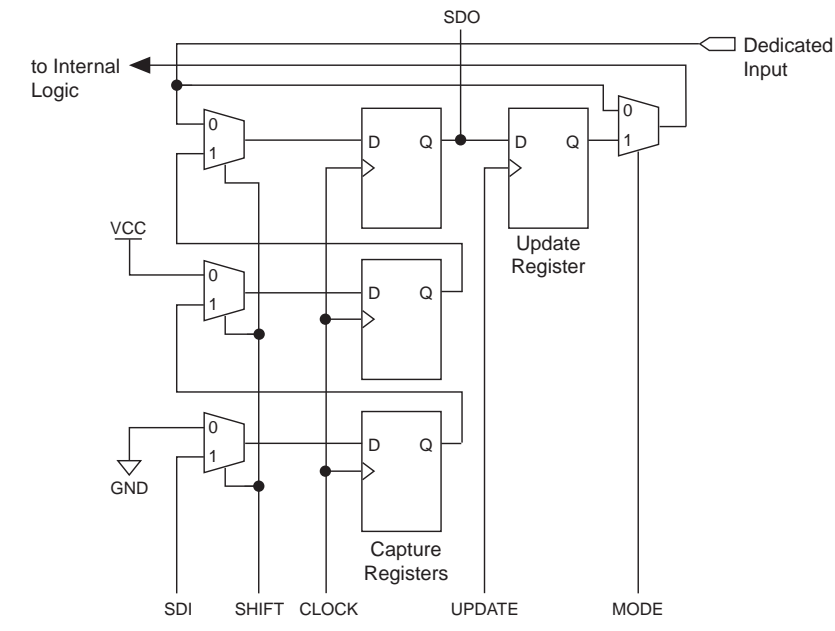 SDO
Dedicated
Input
to Internal
Logic
0
1
D Q
D Q
0
1
Update
Register
VCC
0
1
D Q
0
1
D Q
GND
Capture
Registers
SDI SHIFT CLOCK UPDATE MODE